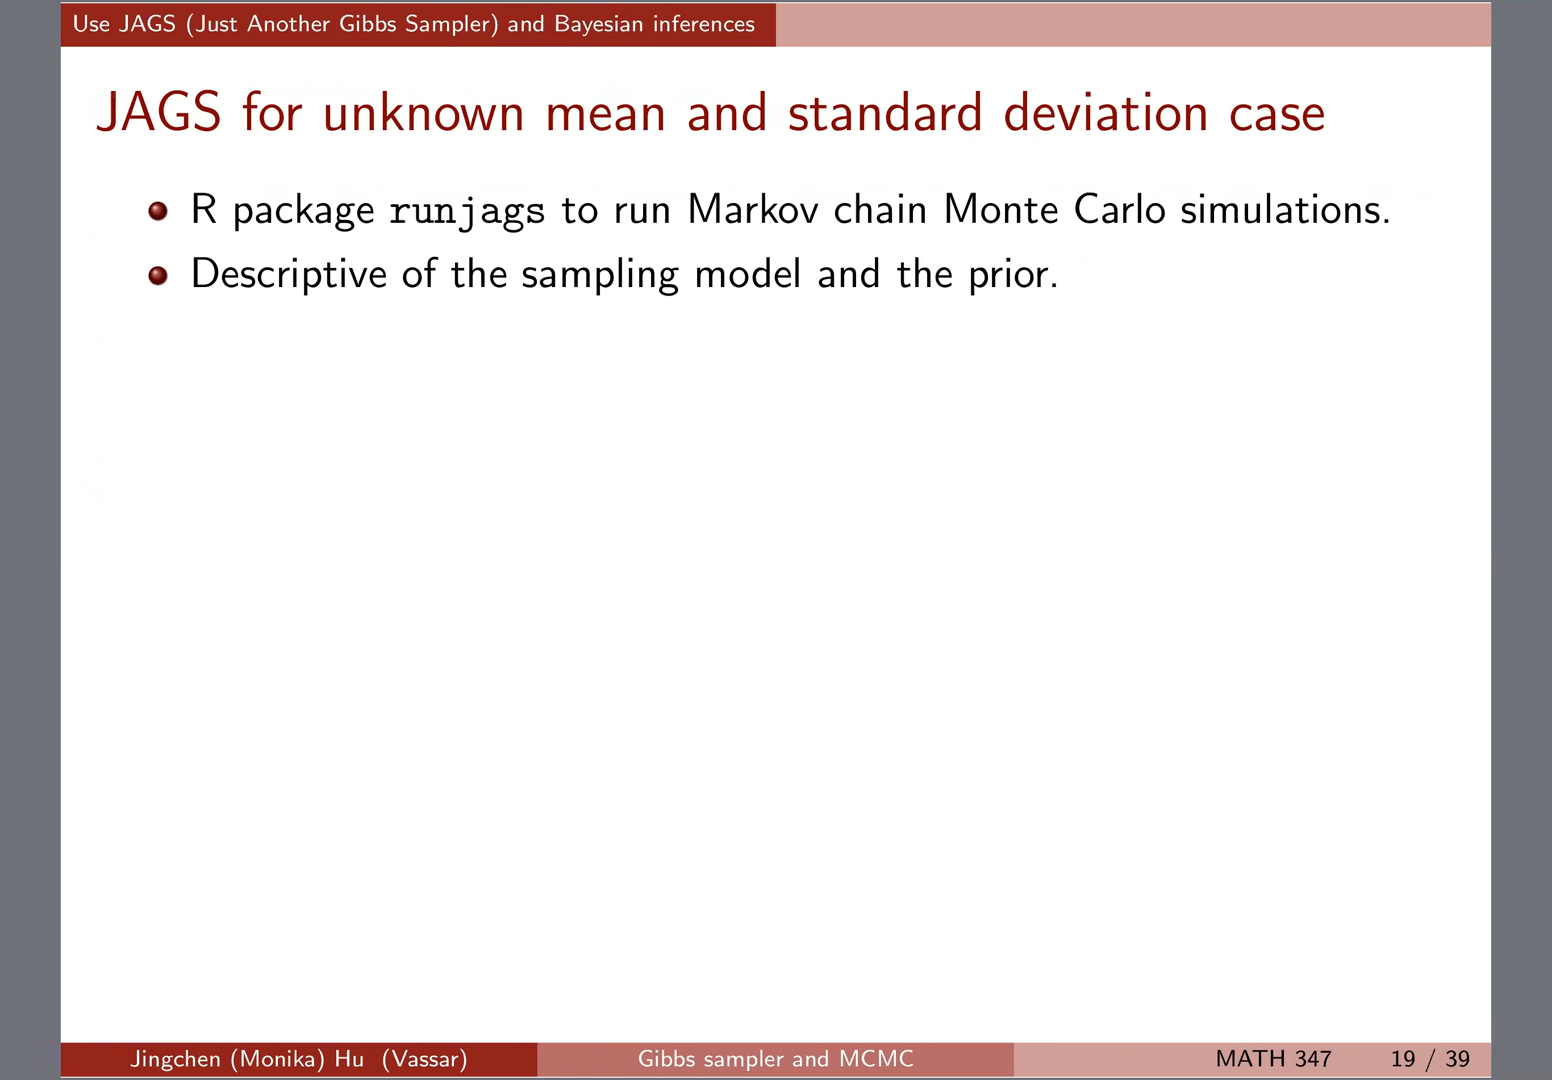 Use JAGS (Just Another Gibbs Sampler) and Bayesian inferences
JAGS for unknown mean and standard deviation case
R package runjags to run Markov chain Monte Carlo simulations.
Descriptive of the sampling model and the prior.
Jingchen (Monika) Hu (Vassar) Gibbs sampler and MCMC MATH 347 19 / 39